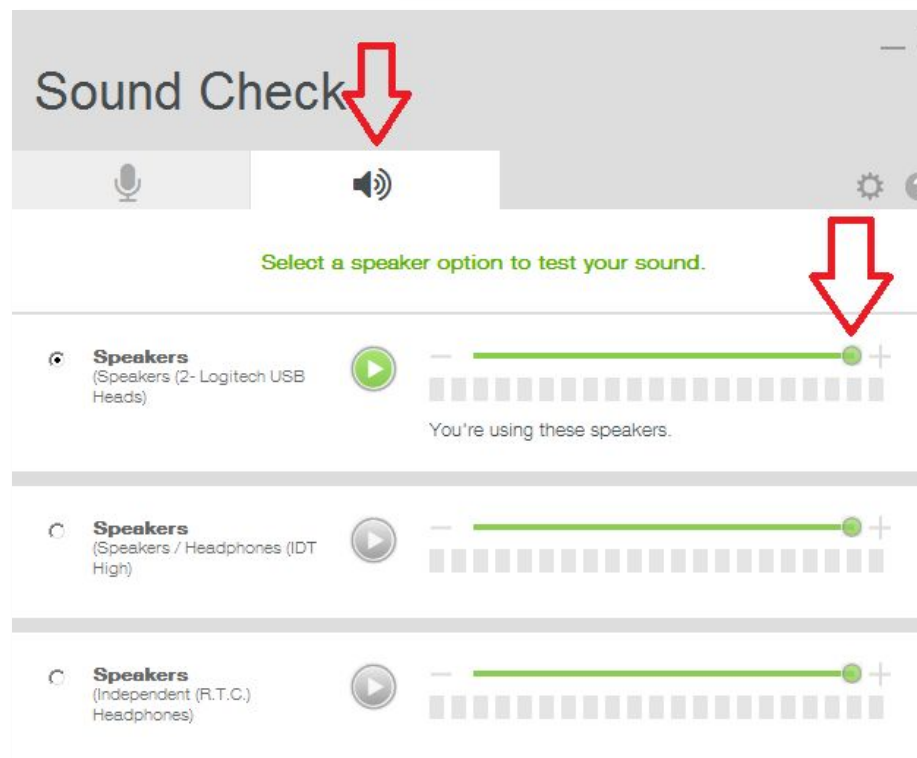 Sound Check
Select a speaker option to test your sound.
Speakers
(Speakers (2- Logitech USB
Heads)
You're using these speakers.
Speakers
(Speakers / Headphones (IDT
High)
Speakers
(Independent (R.T.C.)
Headphones)